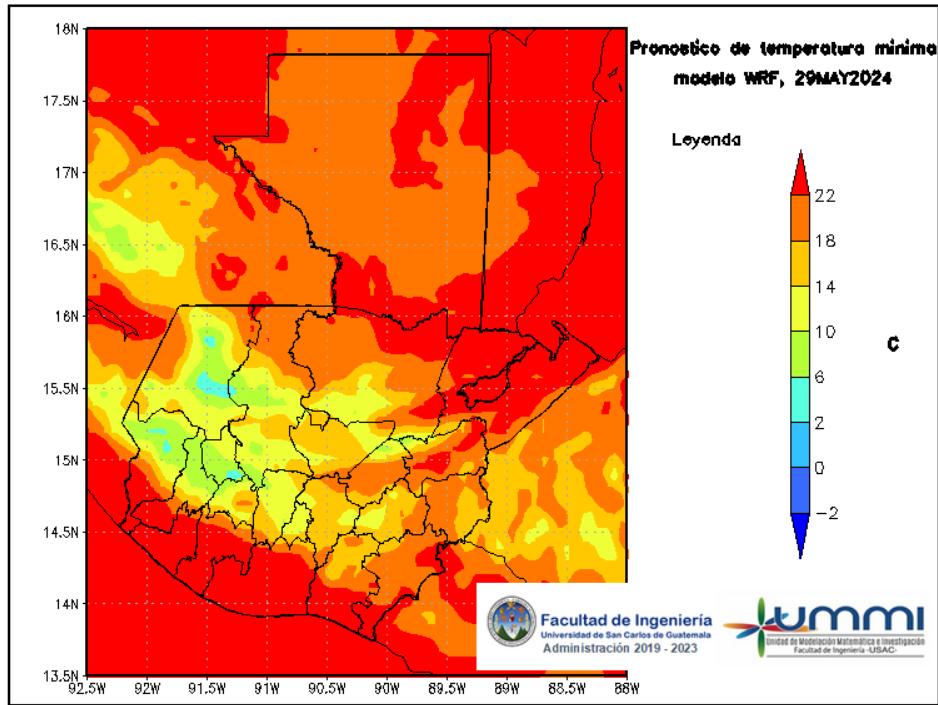 Pronostico de temperatura minima
modelo WRF, 29MAY2024
Leyenda
22
18
14
10
6
2
0
-2
C
18N
17.5N
17N
16.5N
16N
15.5N
15N
14.5N
14N
13.5N
92.5W 92W 91.5W 91W 90.5W 90W 89.5W 89W 88.5W 88W
Facultad de Ingeniería
Universidad de San Carlos de Guatemala
Administración 2019 - 2023
UMMI
Unidad de Modelación Matemática e Investigación
Facultad de Ingeniería -USAC-